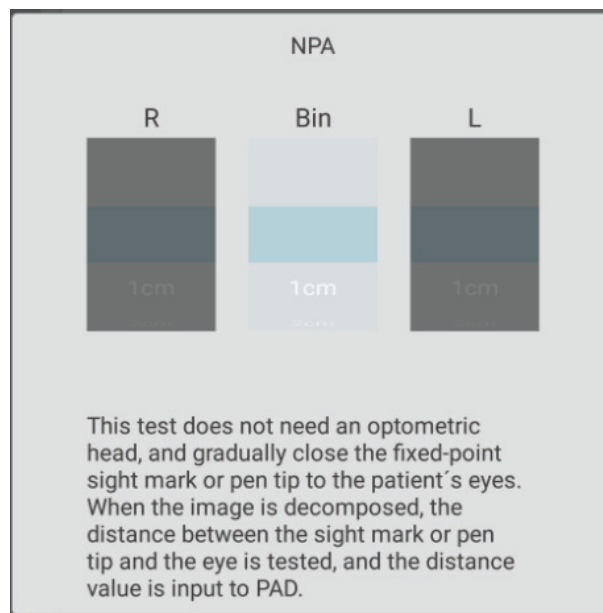 NPA
R Bin L
1cm 1cm 1cm
This test does not need an optometric
head, and gradually close the fixed-point
sight mark or pen tip to the patient´s eyes.
When the image is decomposed, the
distance between the sight mark or pen
tip and the eye is tested, and the distance
value is input to PAD.